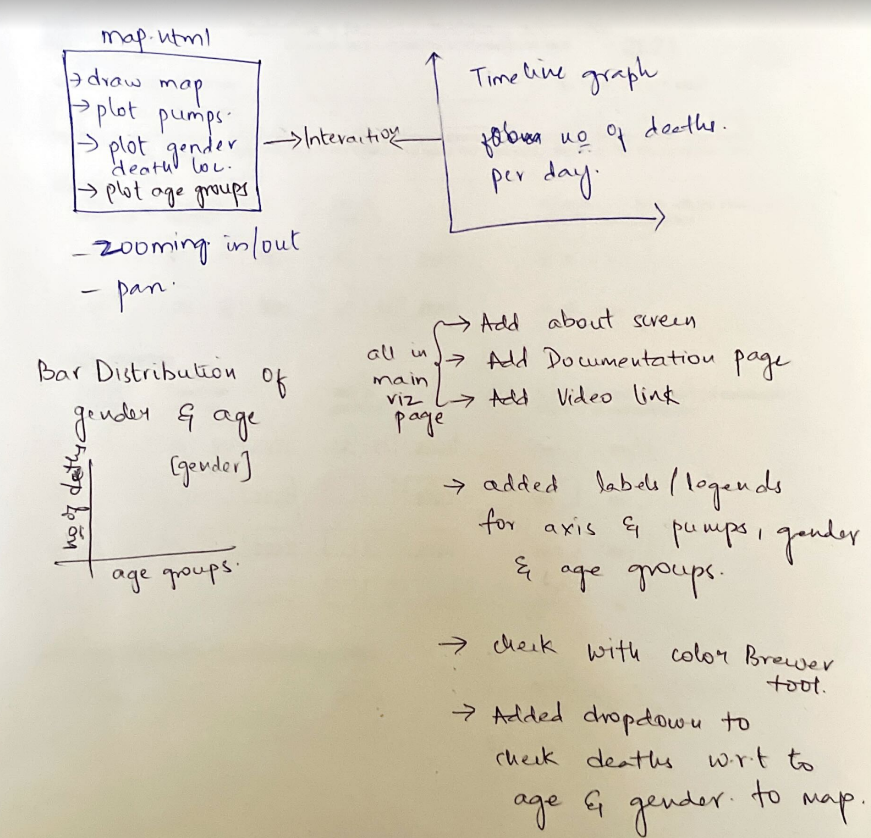 map.html
→ draw map
→ plot pumps.
→ plot gender
death loc.
→ plot age groups
→ Interaction ←
- zooming in/out
- pan.
Timeline graph
no of deaths.
per day.
all in
main
viz
page
→ Add about screen
→ Add Documentation page
→ Add Video link
Bar Distribution of
gender & age
[gender]
no of deaths
age groups.
→ added labels/legends
for axis & pumps, gender
& age groups.
→ check with color Brewer
tool.
→ Added dropdown to
check deaths w.r.t to
age & gender. to map.